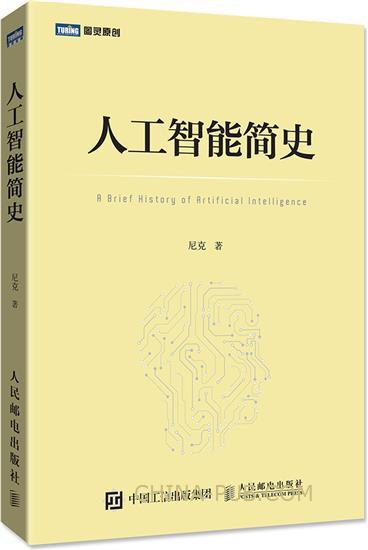 TURING 图灵原创
人工智能简史
A Brief History of Artificial Intelligence
尼克 著
中国工信出版集团
人民邮电出版社
POSTS & TELECOM PRESS
CHINA-PUB.COM
TURING
人工智能简史
尼克 著
人民邮电出版社